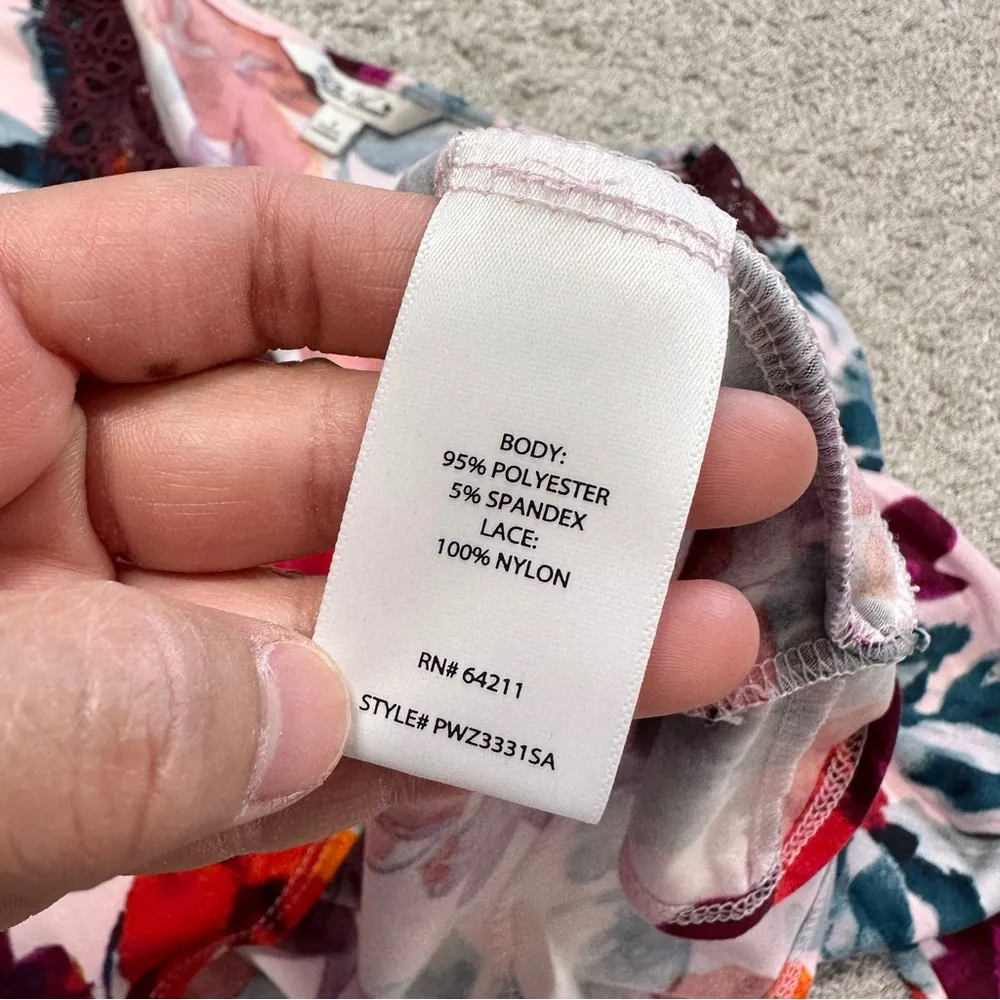 BODY:
95% POLYESTER
5% SPANDEX
LACE:
100% NYLON
RN# 64211
STYLE# PWZ3331SA